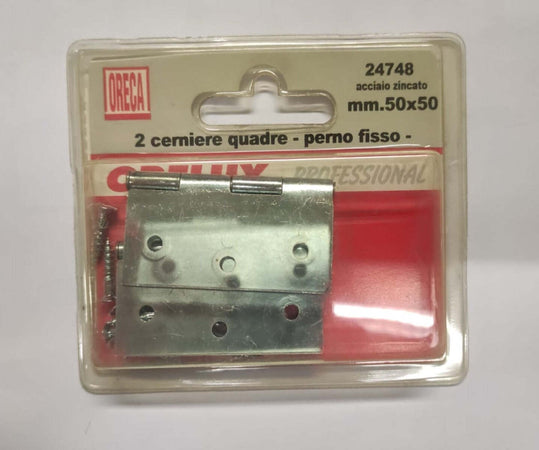 ORECA
24748
acciaio zincato
mm.50x50
2 cerniere quadre - perno fisso -
PROFESSIONAL